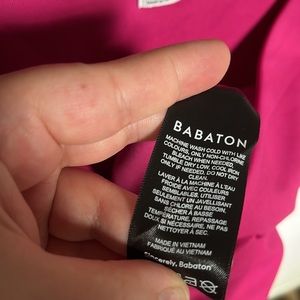 BABATON
MACHINE WASH COLD WITH LIKE
COLOURS, ONLY NON-CHLORINE
BLEACH WHEN NEEDED,
TUMBLE DRY LOW, COOL IRON
ONLY IF NEEDED. DO NOT DRY
CLEAN.
LAVER À LA MACHINE À L'EAU
FROIDE AVEC COULEURS
SEMBLABLES, UTILISER
SEULEMENT UN JAVELLISANT
SANS CHLORE AU BESOIN,
SÉCHER À BASSE
TEMPÉRATURE, REPASSAGE
DOUX SI NÉCESSAIRE. NE PAS
NETTOYER À SEC.
MADE IN VIETNAM
FABRIQUÉ AU VIETNAM
Sincerely, Babaton